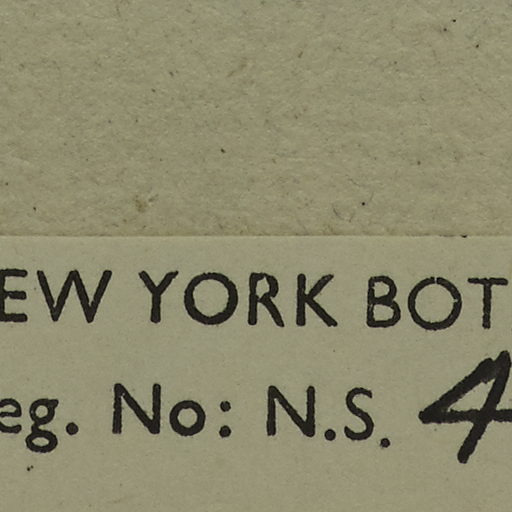 EW YORK BOT
eg. No: N.S. 4